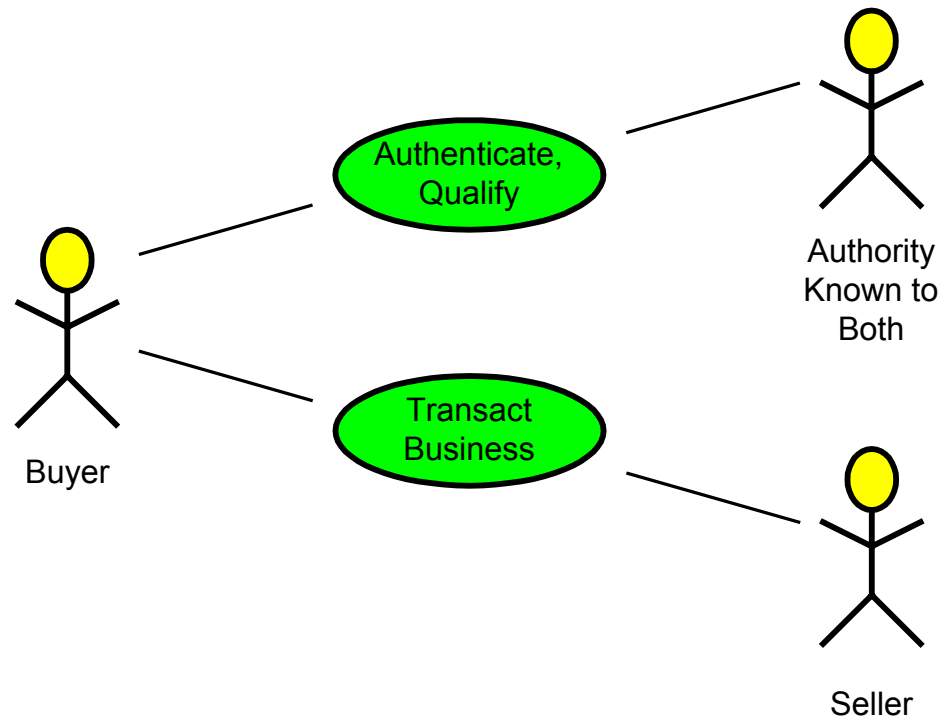 Authenticate,
Qualify
Authority
Known to
Both
Transact
Business
Buyer
Seller